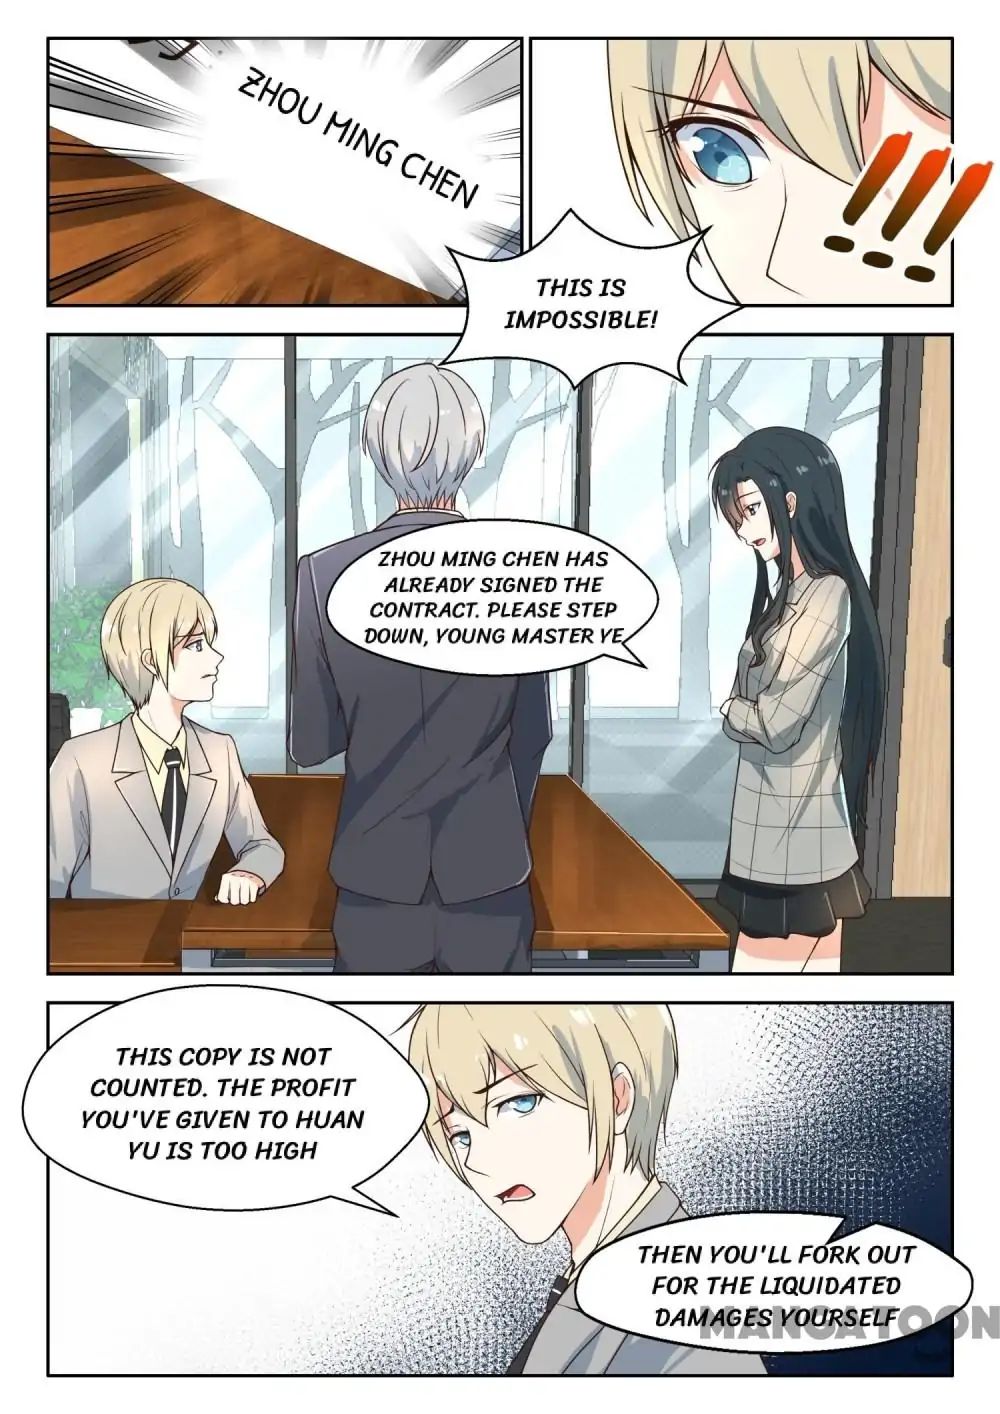 ZHOU MING CHEN
!!!
THIS IS
IMPOSSIBLE!
ZHOU MING CHEN HAS
ALREADY SIGNED THE
CONTRACT. PLEASE STEP
DOWN, YOUNG MASTER YE
THIS COPY IS NOT
COUNTED. THE PROFIT
YOU'VE GIVEN TO HUAN
YU IS TOO HIGH
THEN YOU'LL FORK OUT
FOR THE LIQUIDATED
DAMAGES YOURSELF
MANGATOON